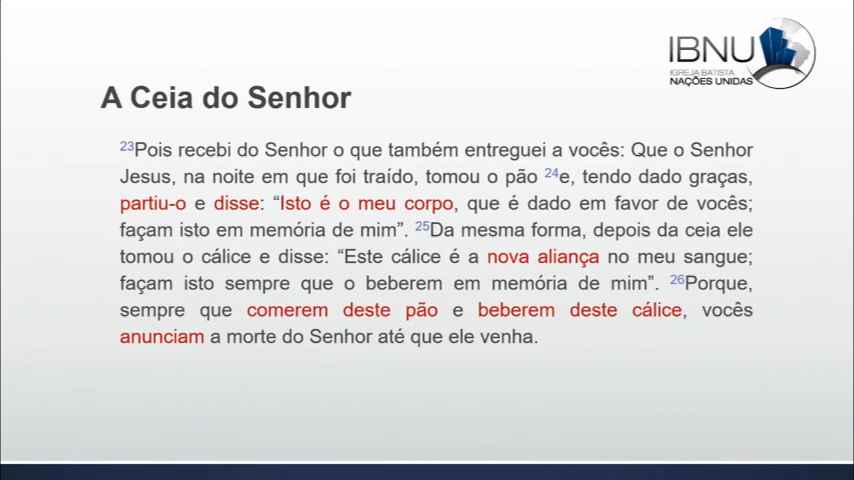 IBNU
IGREJA BATISTA
NAÇÕES UNIDAS
A Ceia do Senhor
23Pois recebi do Senhor o que também entreguei a vocês: Que o Senhor
Jesus, na noite em que foi traído, tomou o pão 24e, tendo dado graças,
partiu-o e disse: “Isto é o meu corpo, que é dado em favor de vocês;
façam isto em memória de mim”. 25Da mesma forma, depois da ceia ele
tomou o cálice e disse: “Este cálice é a nova aliança no meu sangue;
façam isto sempre que o beberem em memória de mim”. 26Porque,
sempre que comerem deste pão e beberem deste cálice, vocês
anunciam a morte do Senhor até que ele venha.